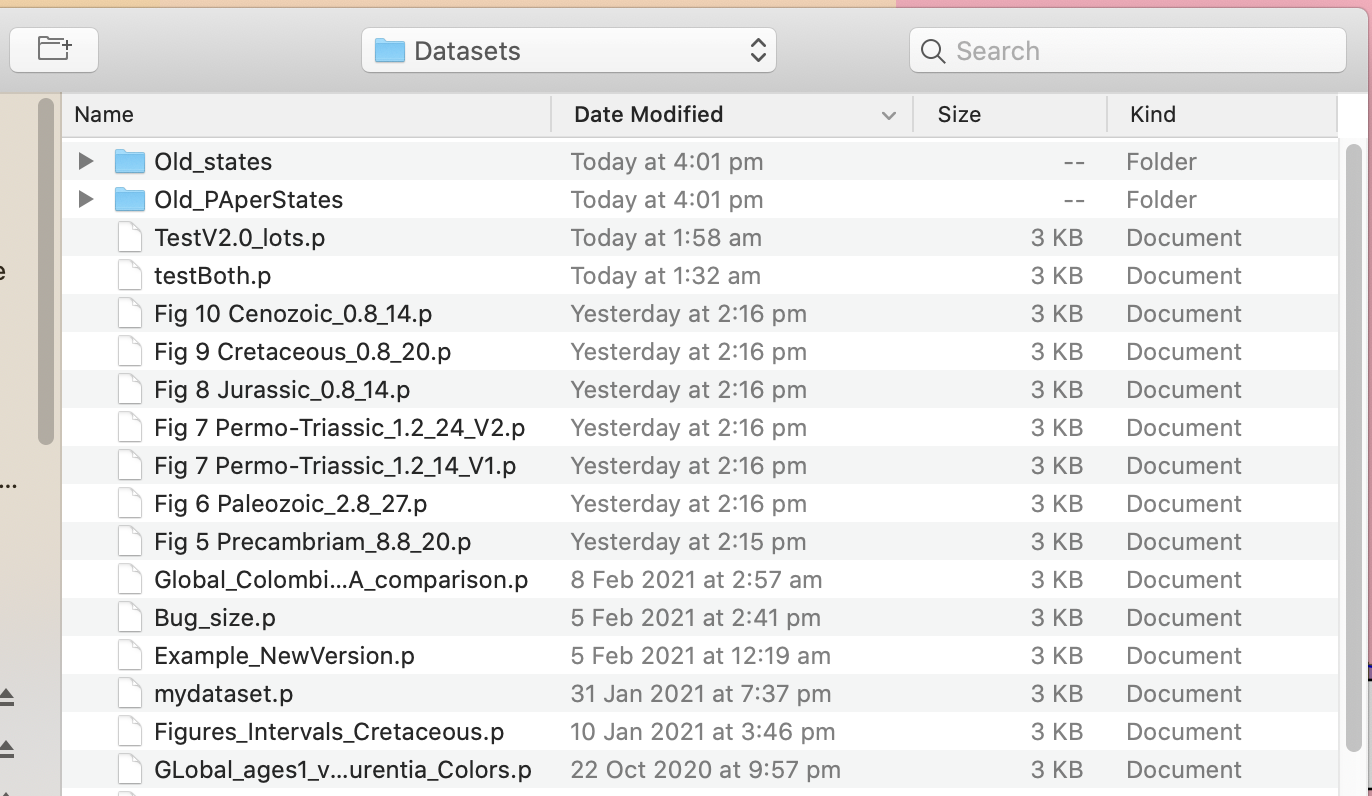 Datasets Search
Name Date Modified Size Kind
Old_states Today at 4:01 pm -- Folder
Old_PAperStates Today at 4:01 pm -- Folder
TestV2.0_lots.p Today at 1:58 am 3 KB Document
testBoth.p Today at 1:32 am 3 KB Document
Fig 10 Cenozoic_0.8_14.p Yesterday at 2:16 pm 3 KB Document
Fig 9 Cretaceous_0.8_20.p Yesterday at 2:16 pm 3 KB Document
Fig 8 Jurassic_0.8_14.p Yesterday at 2:16 pm 3 KB Document
Fig 7 Permo-Triassic_1.2_24_V2.p Yesterday at 2:16 pm 3 KB Document
Fig 7 Permo-Triassic_1.2_14_V1.p Yesterday at 2:16 pm 3 KB Document
Fig 6 Paleozoic_2.8_27.p Yesterday at 2:16 pm 3 KB Document
Fig 5 Precambriam_8.8_20.p Yesterday at 2:15 pm 3 KB Document
Global_Colombi...A_comparison.p 8 Feb 2021 at 2:57 am 3 KB Document
Bug_size.p 5 Feb 2021 at 2:41 pm 3 KB Document
Example_NewVersion.p 5 Feb 2021 at 12:19 am 3 KB Document
mydataset.p 31 Jan 2021 at 7:37 pm 3 KB Document
Figures_Intervals_Cretaceous.p 10 Jan 2021 at 3:46 pm 3 KB Document
GLobal_ages1_v...urentia_Colors.p 22 Oct 2020 at 9:57 pm 3 KB Document